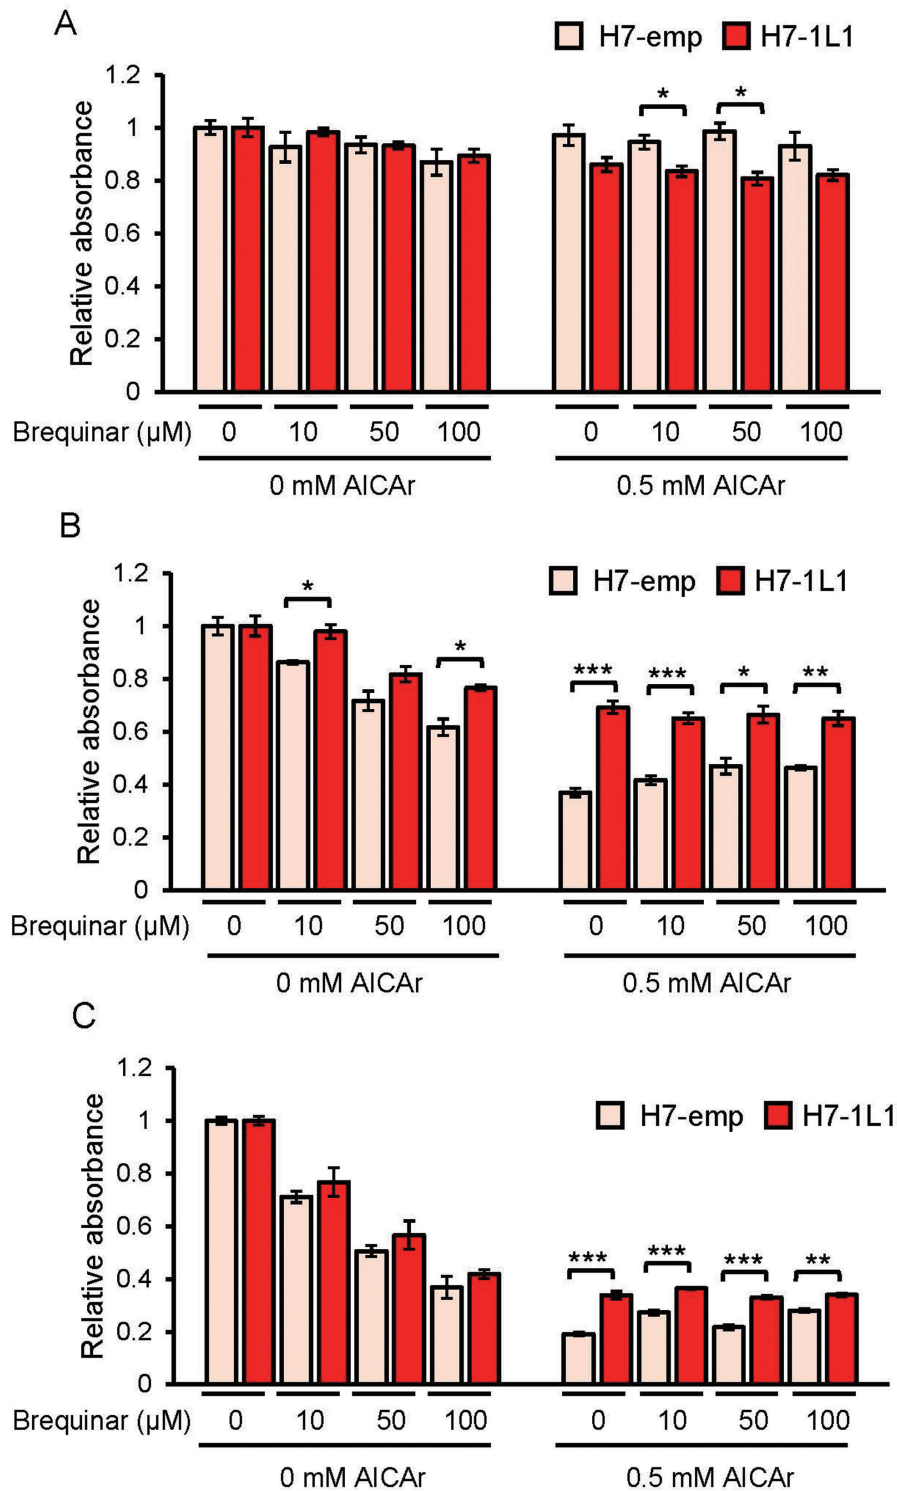 A
H7-emp H7-1L1
1.2
1
0.8
0.6
0.4
0.2
0
Relative absorbance
* *
Brequinar (µM) 0 10 50 100 0 10 50 100
0 mM AICAr 0.5 mM AICAr
B
H7-emp H7-1L1
1.2
1
0.8
0.6
0.4
0.2
0
Relative absorbance
* * *** *** * **
Brequinar (µM) 0 10 50 100 0 10 50 100
0 mM AICAr 0.5 mM AICAr
C
H7-emp H7-1L1
1.2
1
0.8
0.6
0.4
0.2
0
Relative absorbance
*** *** *** **
Brequinar (µM) 0 10 50 100 0 10 50 100
0 mM AICAr 0.5 mM AICAr